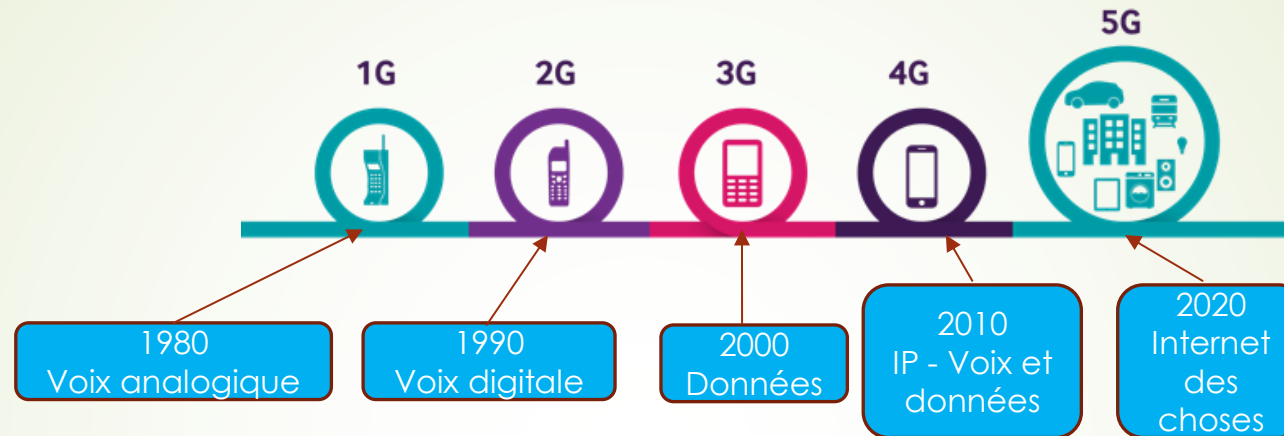 1G
2G
3G
4G
5G
1980
Voix analogique
1990
Voix digitale
2000
Données
2010
IP - Voix et
données
2020
Internet
des
choses